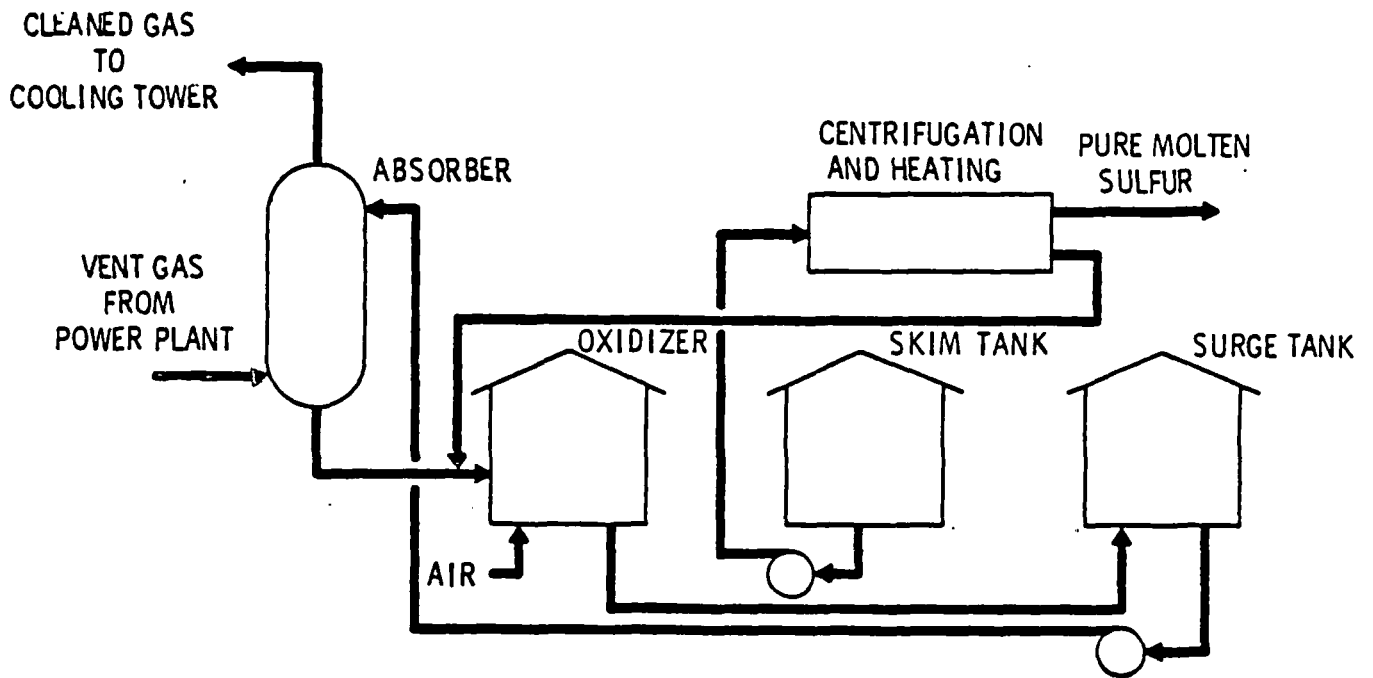 CLEANED GAS
TO
COOLING TOWER
ABSORBER
CENTRIFUGATION
AND HEATING
PURE MOLTEN
SULFUR
VENT GAS
FROM
POWER PLANT
OXIDIZER
SKIM TANK
SURGE TANK
AIR